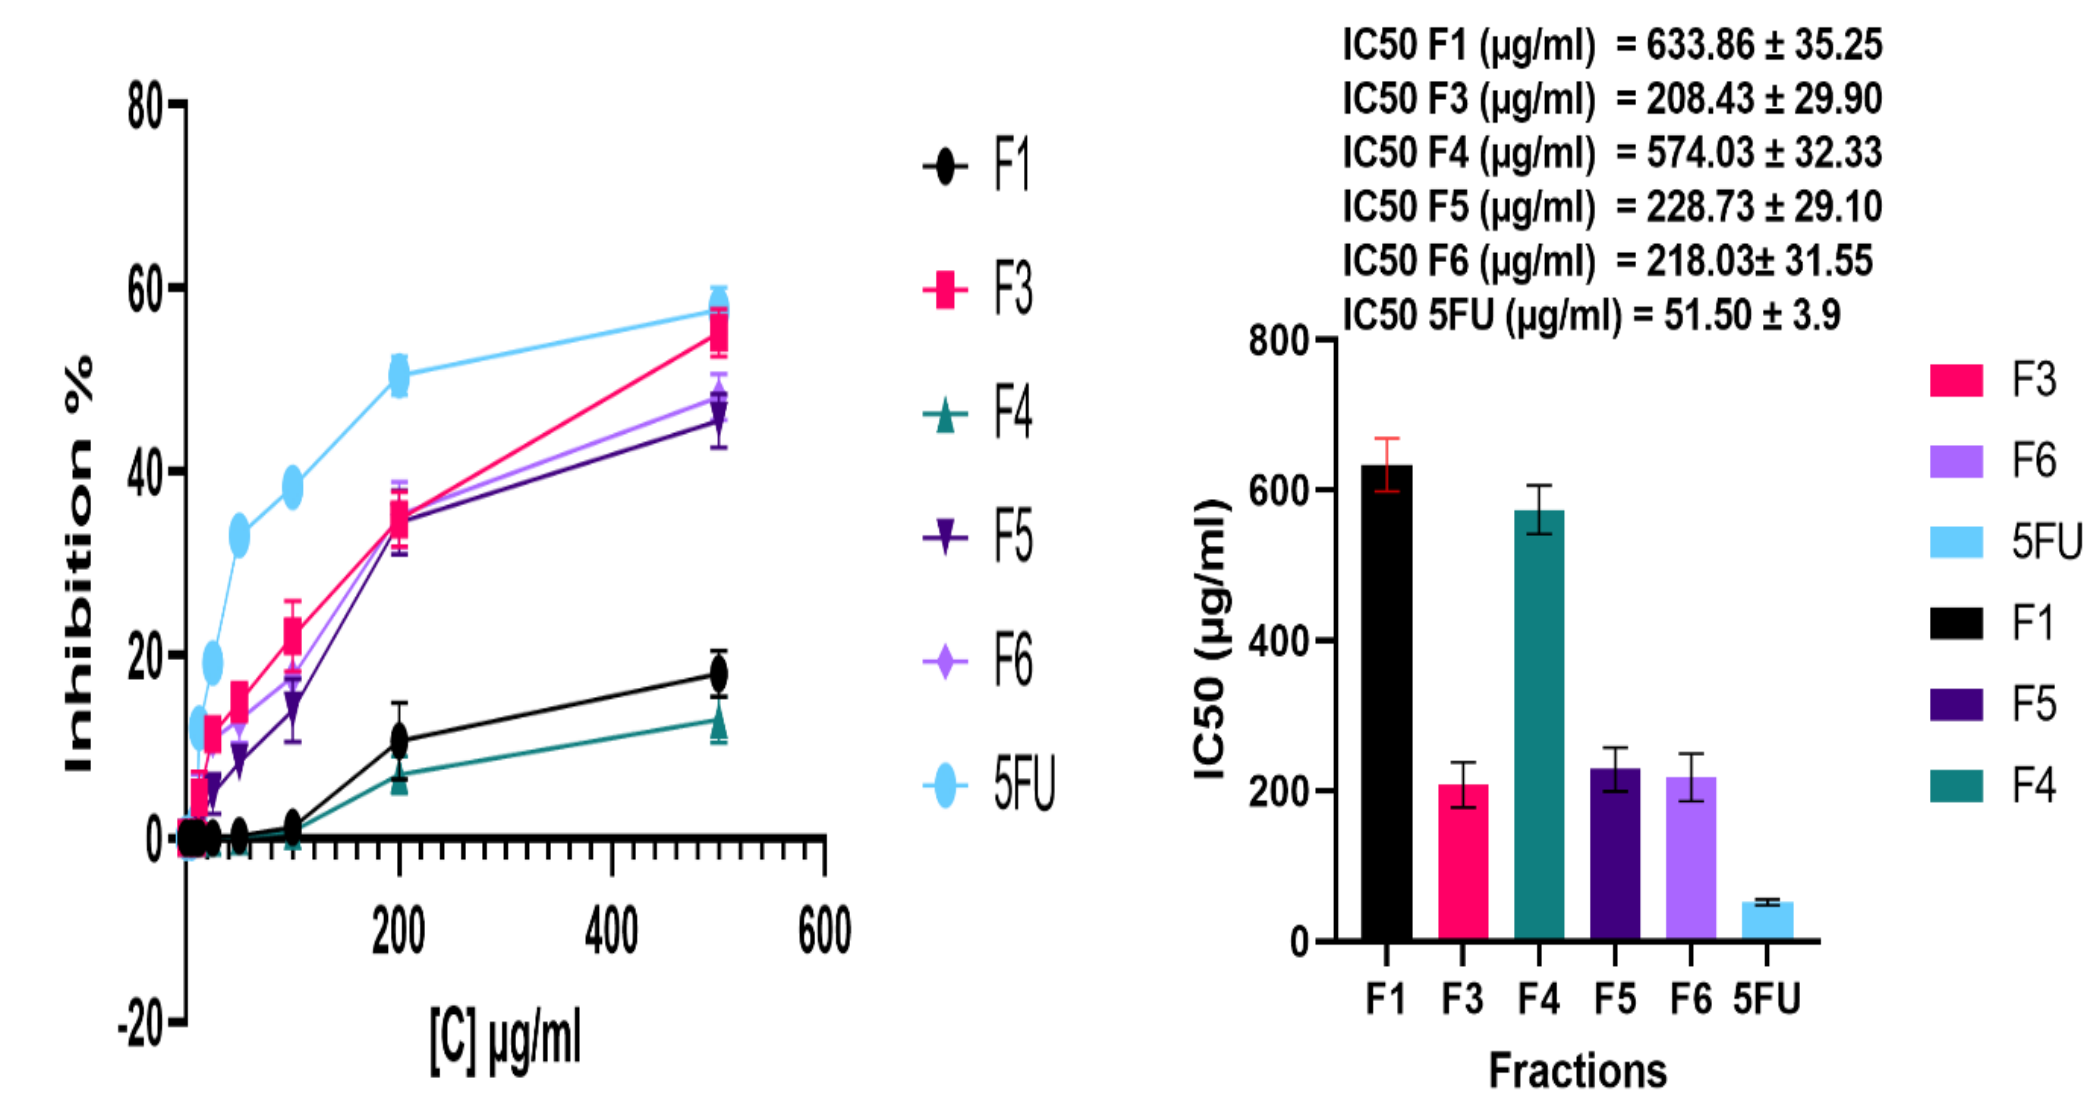 80
60
40
20
0
-20
Inhibition %
200
400
600
[C] µg/ml
F1
F3
F4
F5
F6
5FU
IC50 F1 (µg/ml) = 633.86 ± 35.25
IC50 F3 (µg/ml) = 208.43 ± 29.90
IC50 F4 (µg/ml) = 574.03 ± 32.33
IC50 F5 (µg/ml) = 228.73 ± 29.10
IC50 F6 (µg/ml) = 218.03± 31.55
IC50 5FU (µg/ml) = 51.50 ± 3.9
800
600
400
200
0
IC50 (µg/ml)
F1 F3 F4 F5 F6 5FU
Fractions
F3
F6
5FU
F1
F5
F4